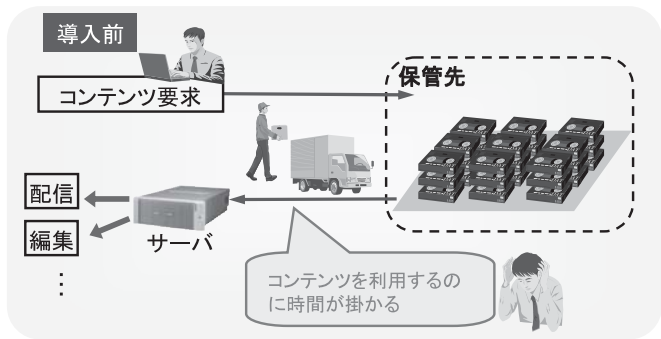 導入前
コンテンツ要求
保管先
配信
編集
⋮
サーバ
コンテンツを利用するの
に時間が掛かる